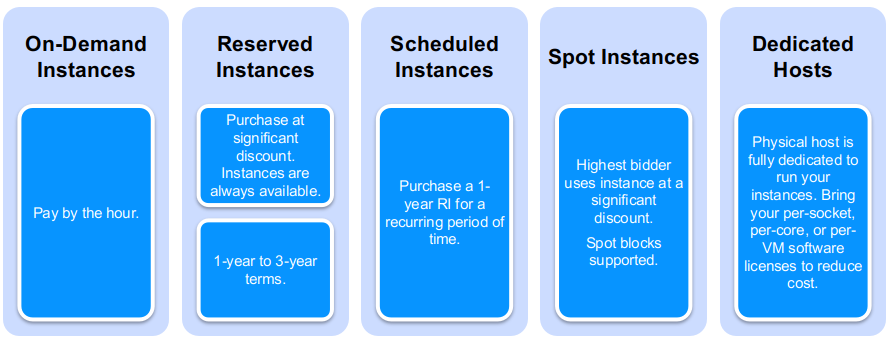 On-Demand
Instances
Pay by the hour.
Reserved
Instances
Purchase at
significant
discount.
Instances are
always available.
1-year to 3-year
terms.
Scheduled
Instances
Purchase a 1-
year RI for a
recurring period of
time.
Spot Instances
Highest bidder
uses instance at a
significant
discount.
Spot blocks
supported.
Dedicated
Hosts
Physical host is
fully dedicated to
run your
instances. Bring
your per-socket,
per-core, or per-
VM software
licenses to reduce
cost.